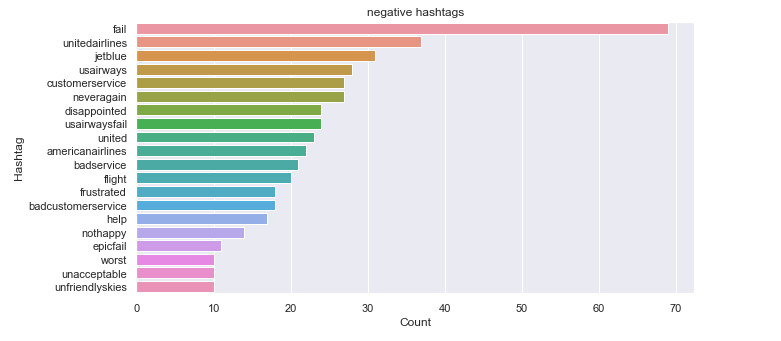 negative hashtags
fail
unitedairlines
jetblue
usairways
customerservice
neveragain
disappointed
usairwaysfail
united
americanairlines
badservice
flight
frustrated
badcustomerservice
help
nothappy
epicfail
worst
unacceptable
unfriendlyskies
Hashtag
0 10 20 30 40 50 60 70
Count